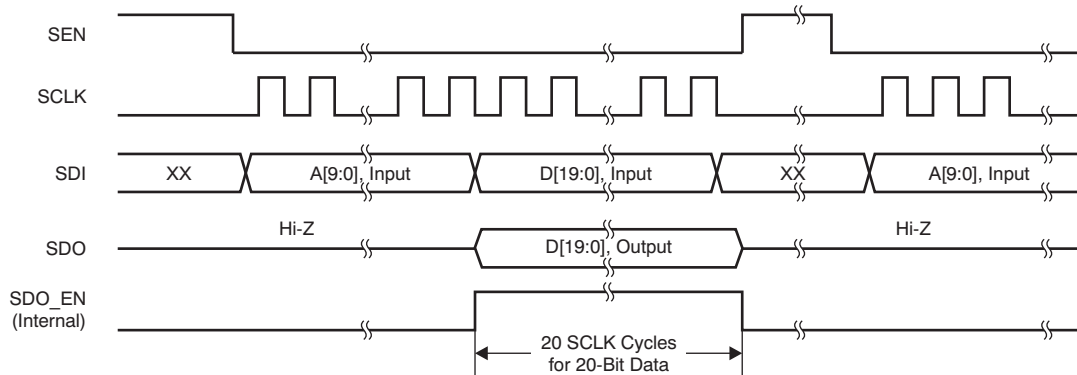 SEN
SCLK
SDI
XX
A[9:0], Input
D[19:0], Input
XX
A[9:0], Input
Hi-Z
Hi-Z
SDO
D[19:0], Output
SDO_EN
(Internal)
20 SCLK Cycles
for 20-Bit Data